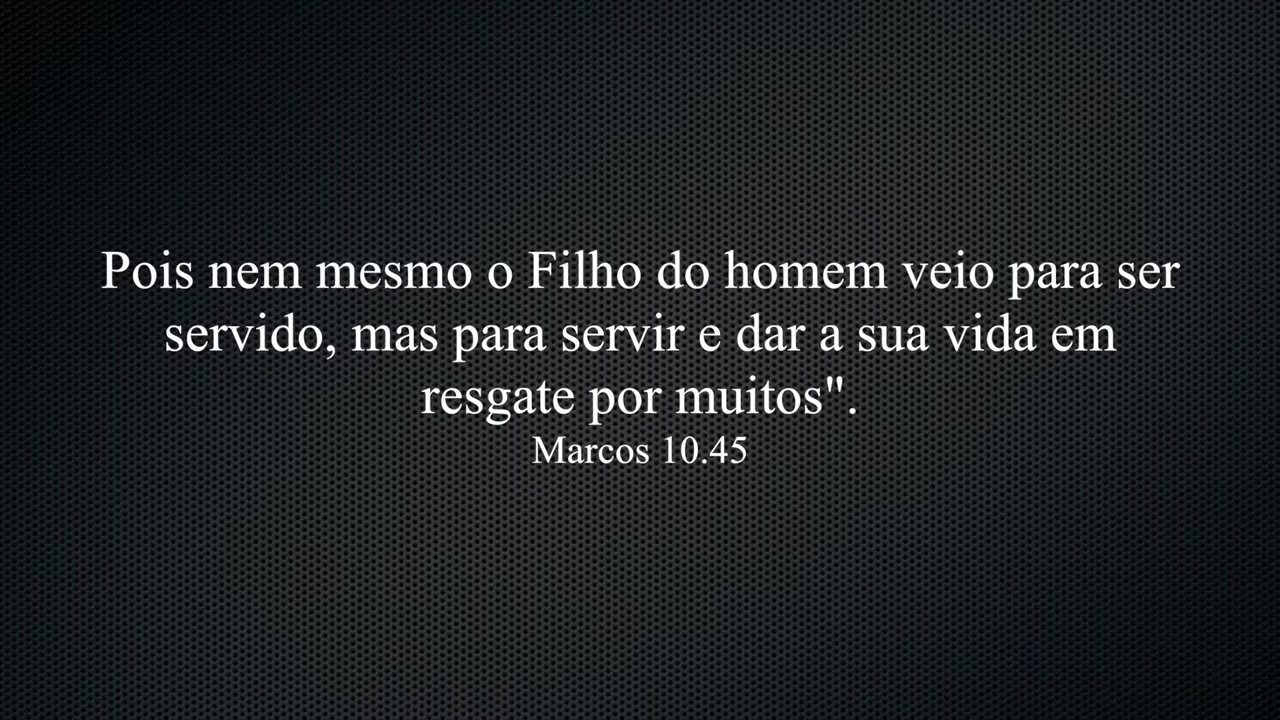 Pois nem mesmo o Filho do homem veio para ser
servido, mas para servir e dar a sua vida em
resgate por muitos".
Marcos 10.45